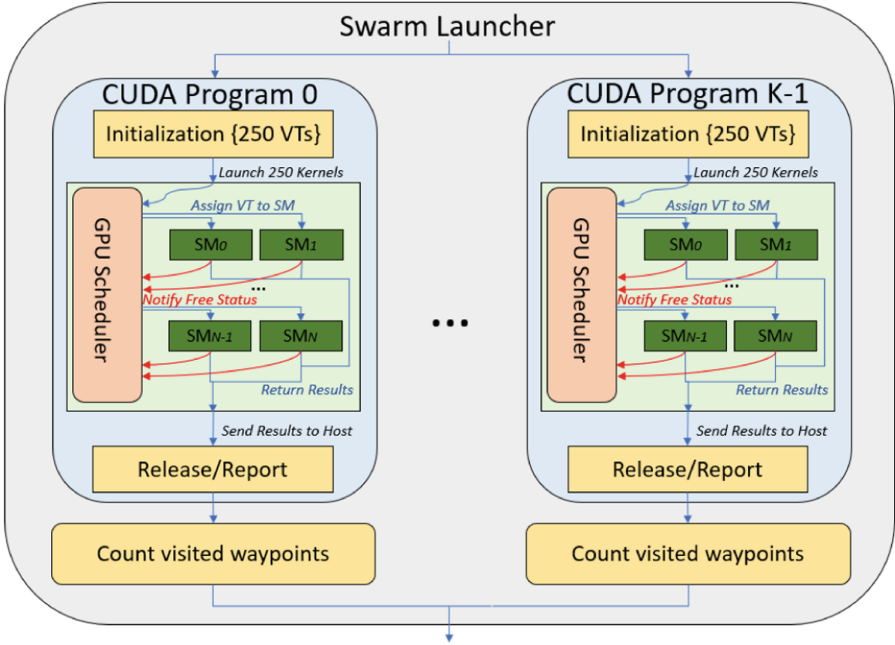 Swarm Launcher
CUDA Program 0
Initialization {250 VTs}
Launch 250 Kernels
GPU Scheduler
Assign VT to SM
SM0
SM1
...
Notify Free Status
SMN-1
SMN
Return Results
Send Results to Host
Release/Report
Count visited waypoints
...
CUDA Program K-1
Initialization {250 VTs}
Launch 250 Kernels
GPU Scheduler
Assign VT to SM
SM0
SM1
...
Notify Free Status
SMN-1
SMN
Return Results
Send Results to Host
Release/Report
Count visited waypoints